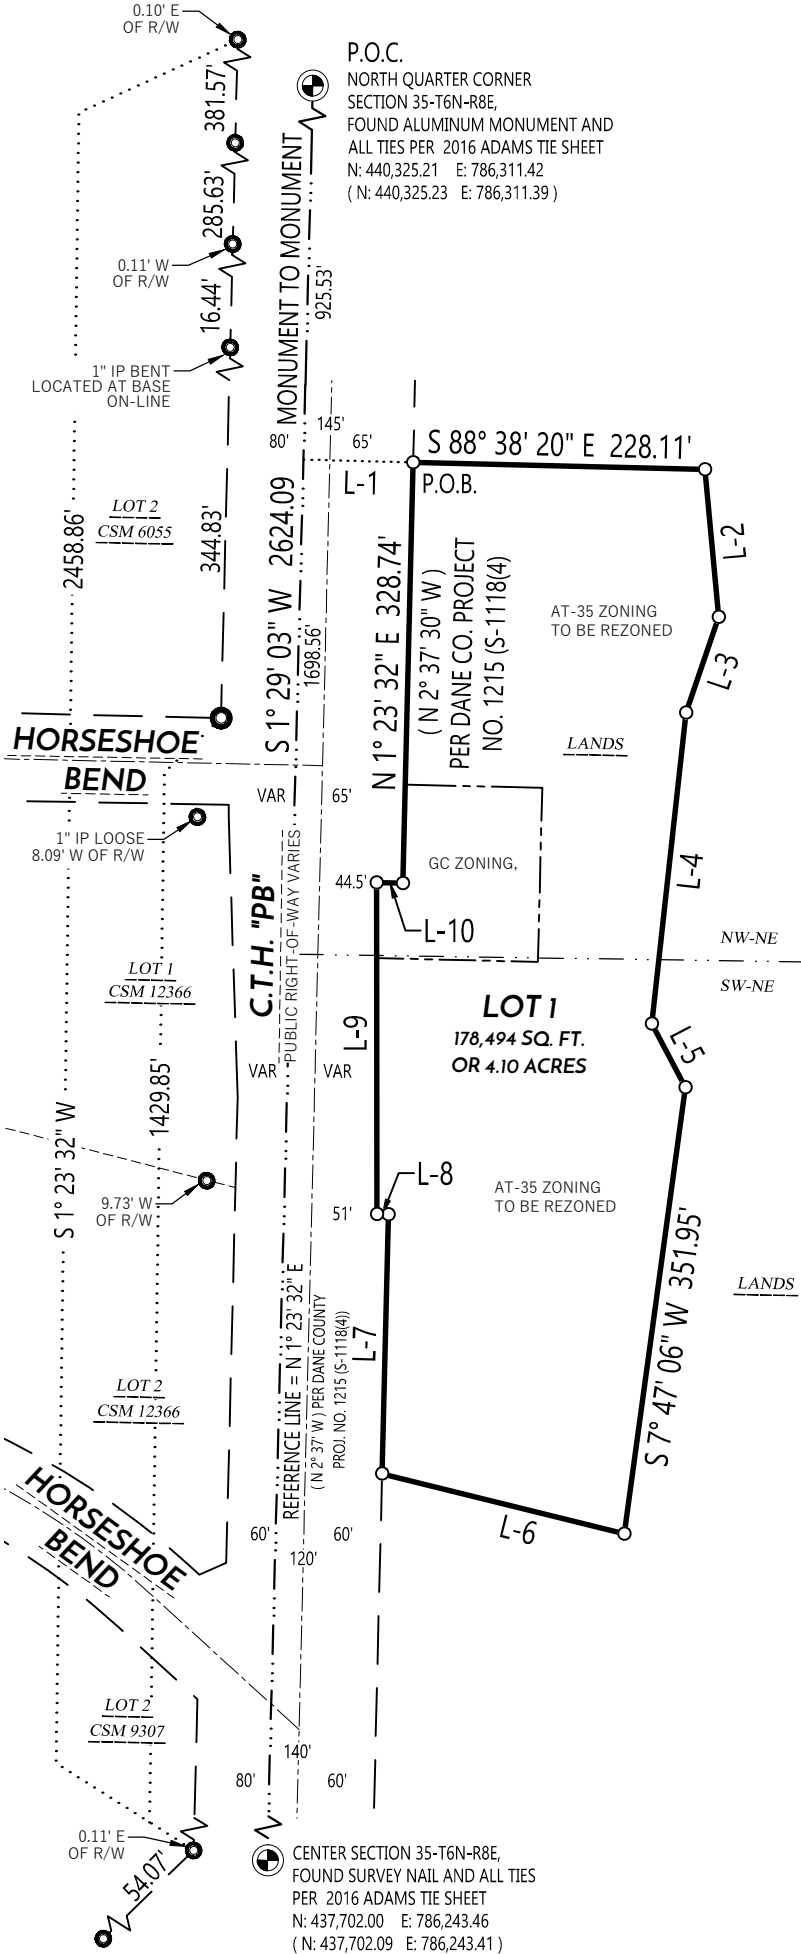 0.10' E
OF R/W
P.O.C.
NORTH QUARTER CORNER
SECTION 35-T6N-R8E,
FOUND ALUMINUM MONUMENT AND
ALL TIES PER 2016 ADAMS TIE SHEET
N: 440,325.21 E: 786,311.42
( N: 440,325.23 E: 786,311.39 )
381.57'
285.63'
0.11' W
OF R/W
16.44'
1" IP BENT
LOCATED AT BASE
ON-LINE
MONUMENT TO MONUMENT
925.53'
145'
80'
65'
S 88° 38' 20" E 228.11'
L-1
P.O.B.
LOT 2
CSM 6055
2458.86'
344.83'
S 1° 29' 03" W 2624.09
1698.56'
N 1° 23' 32" E 328.74'
( N 2° 37' 30" W )
PER DANE CO. PROJECT
NO. 1215 (S-1118(4)
L-2
AT-35 ZONING
TO BE REZONED
L-3
LANDS
HORSESHOE
BEND
VAR
65'
1" IP LOOSE
8.09' W OF R/W
GC ZONING,
L-4
44.5'
L-10
C.T.H. "PB"
PUBLIC RIGHT-OF-WAY VARIES
NW-NE
SW-NE
LOT 1
CSM 12366
LOT 1
178,494 SQ. FT.
OR 4.10 ACRES
L-9
L-5
VAR
VAR
1429.85'
S 1° 23' 32" W
9.73' W
OF R/W
L-8
51'
AT-35 ZONING
TO BE REZONED
S 7° 47' 06" W 351.95'
LANDS
REFERENCE LINE = N 1° 23' 32" E
( N 2° 37' W ) PER DANE COUNTY
PROJ. NO. 1215 (S-1118(4))
L-7
LOT 2
CSM 12366
HORSESHOE
BEND
60'
60'
120'
L-6
LOT 2
CSM 9307
140'
80'
60'
0.11' E
OF R/W
54.07'
CENTER SECTION 35-T6N-R8E,
FOUND SURVEY NAIL AND ALL TIES
PER 2016 ADAMS TIE SHEET
N: 437,702.00 E: 786,243.46
( N: 437,702.09 E: 786,243.41 )